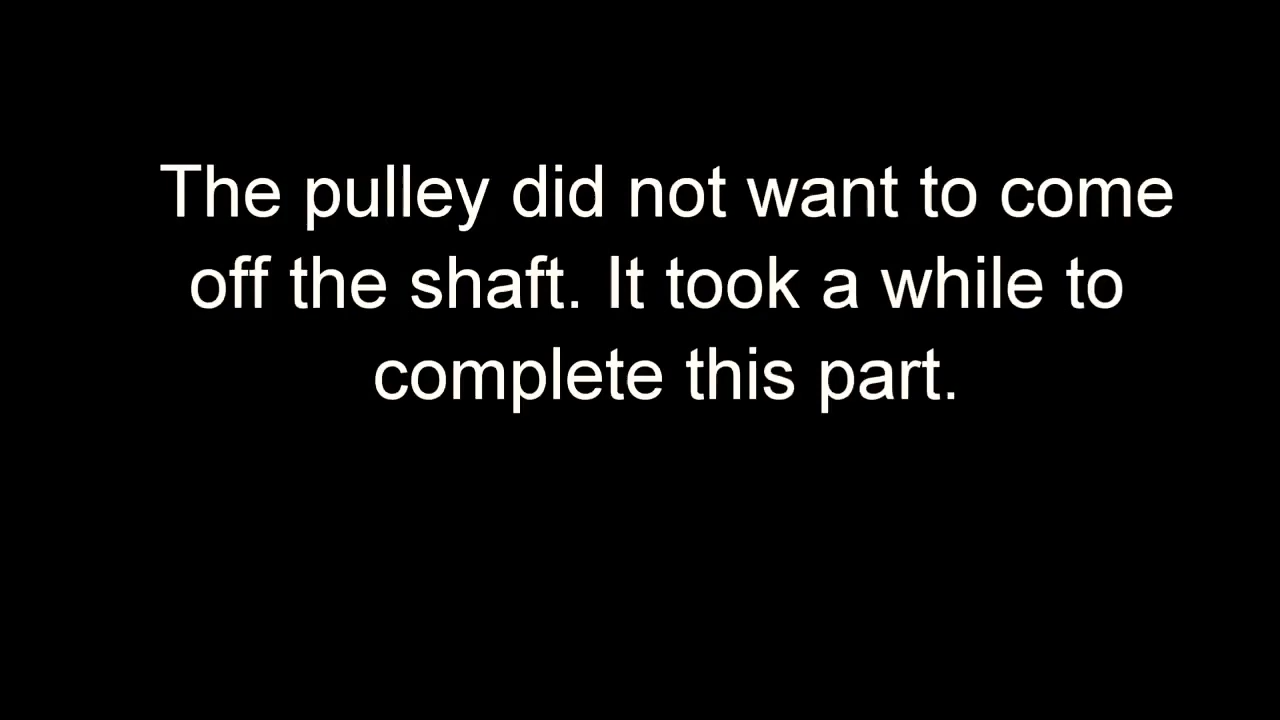 The pulley did not want to come
off the shaft. It took a while to
complete this part.